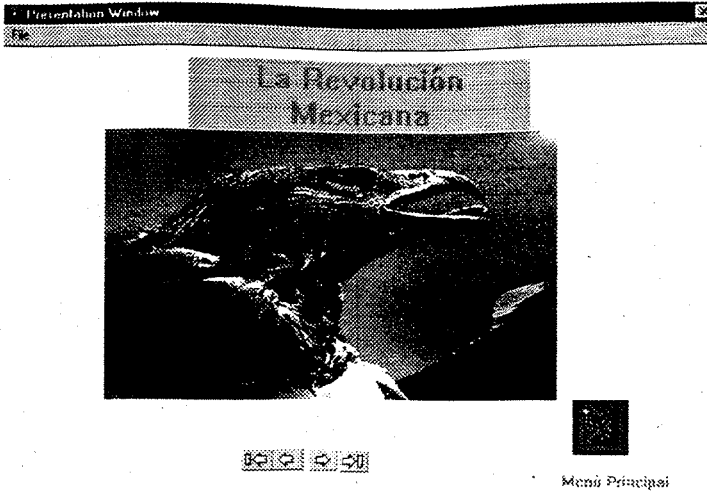 Presentation Window
File
La Revolución
Mexicana
Menú Principal